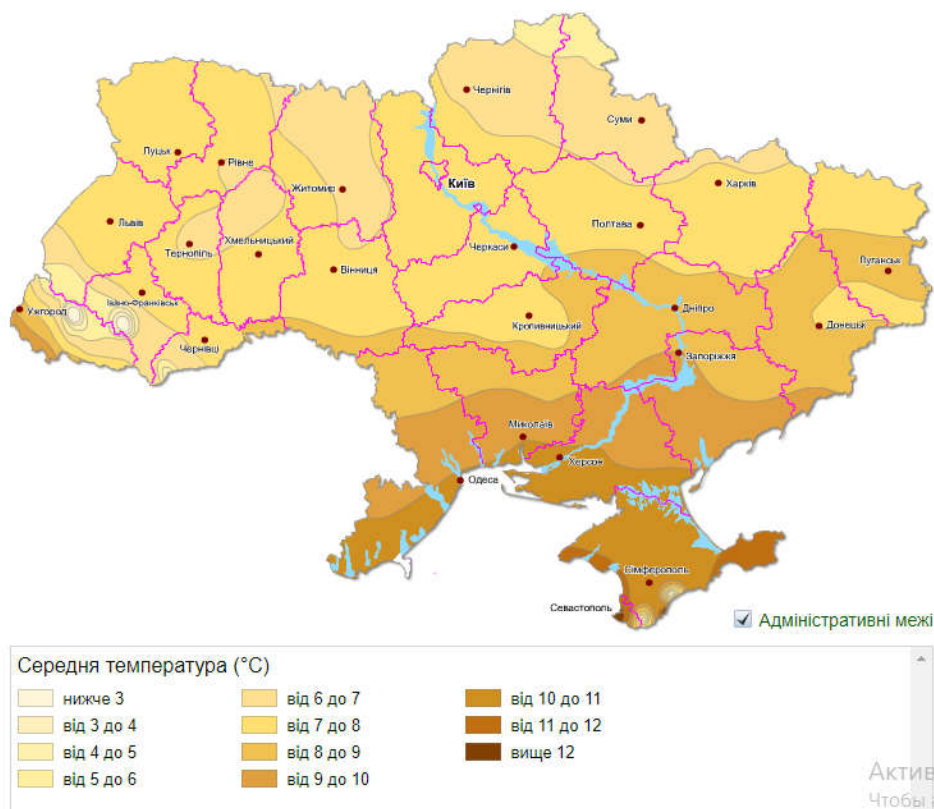 Чернігів
Суми
Луцьк
Рівне
Житомир
Київ
Харків
Львів
Тернопіль
Хмельницький
Вінниця
Черкаси
Полтава
Луганськ
Ужгород
Івано-Франківськ
Чернівці
Кропивницький
Дніпро
Донецьк
Запоріжжя
Миколаїв
Херсон
Одеса
Сімферополь
Севастополь
Адміністративні межі
Середня температура (°C)
нижче 3
від 3 до 4
від 4 до 5
від 5 до 6
від 6 до 7
від 7 до 8
від 8 до 9
від 9 до 10
від 10 до 11
від 11 до 12
вище 12
Актив
Чтобы